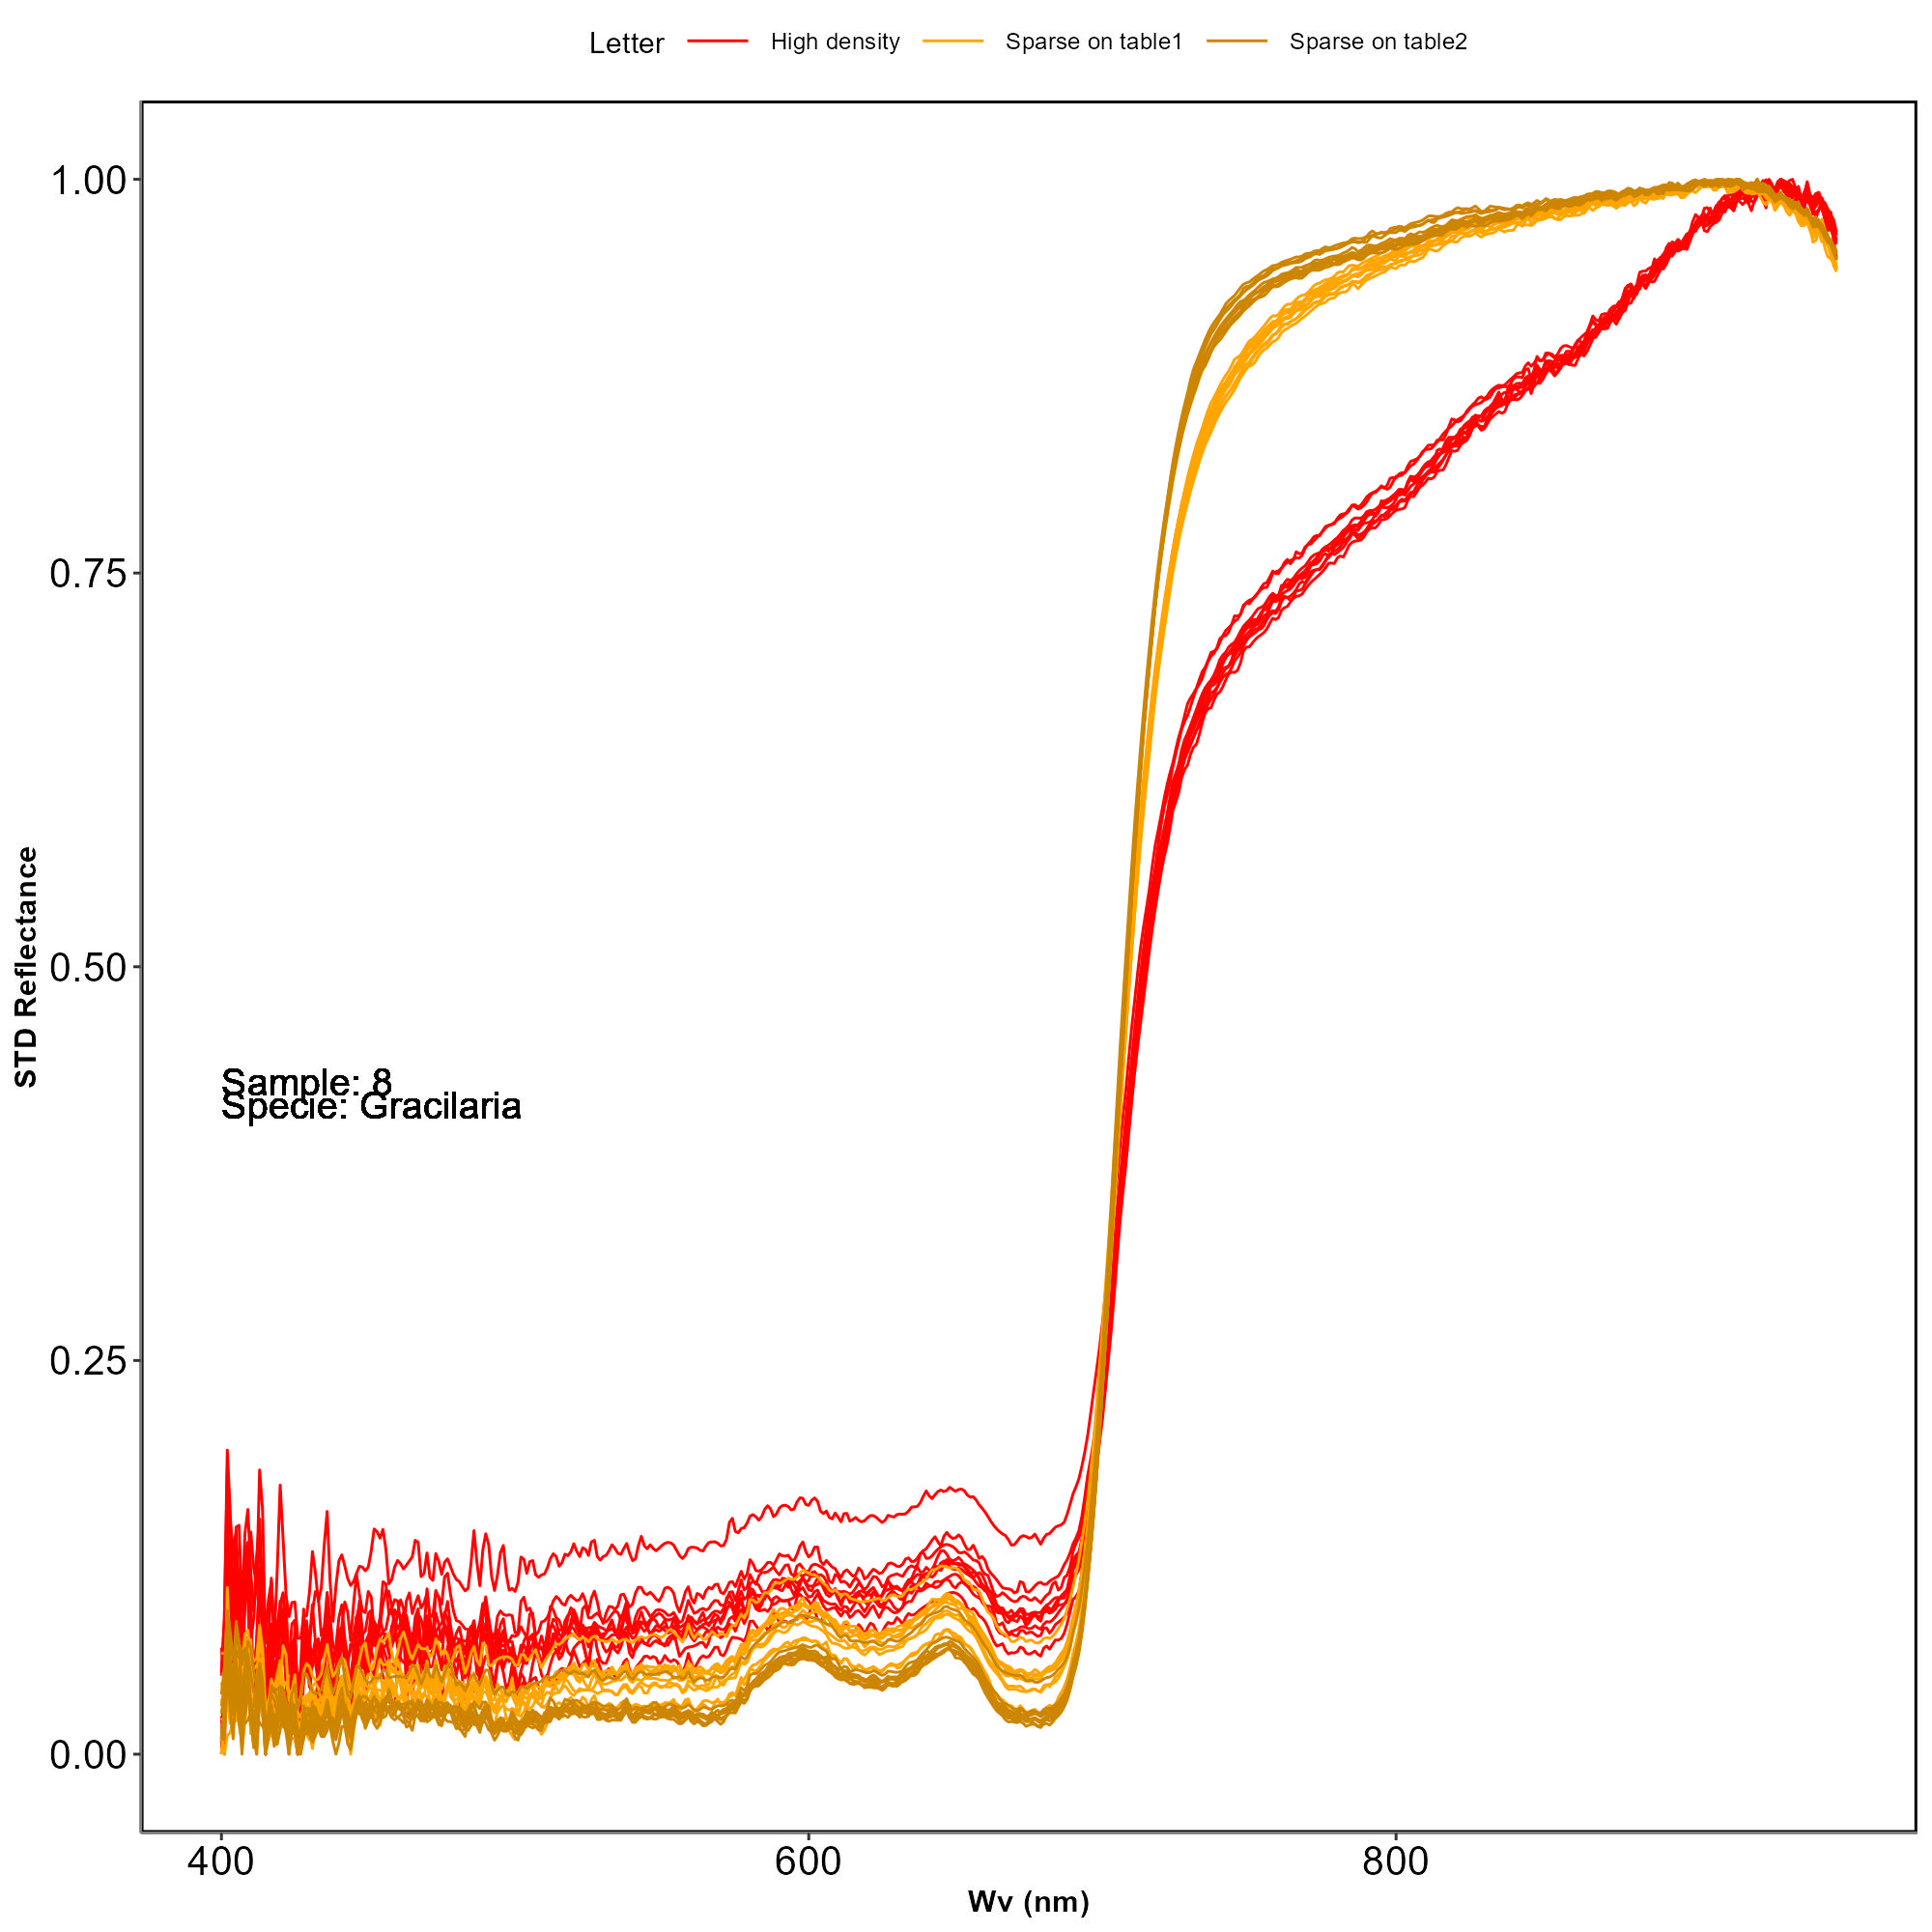 Letter High density Sparse on table1 Sparse on table2
1.00
0.75
0.50
0.25
0.00
STD Reflectance
Sample: 8
Specie: Gracilaria
400 600 800
Wv (nm)